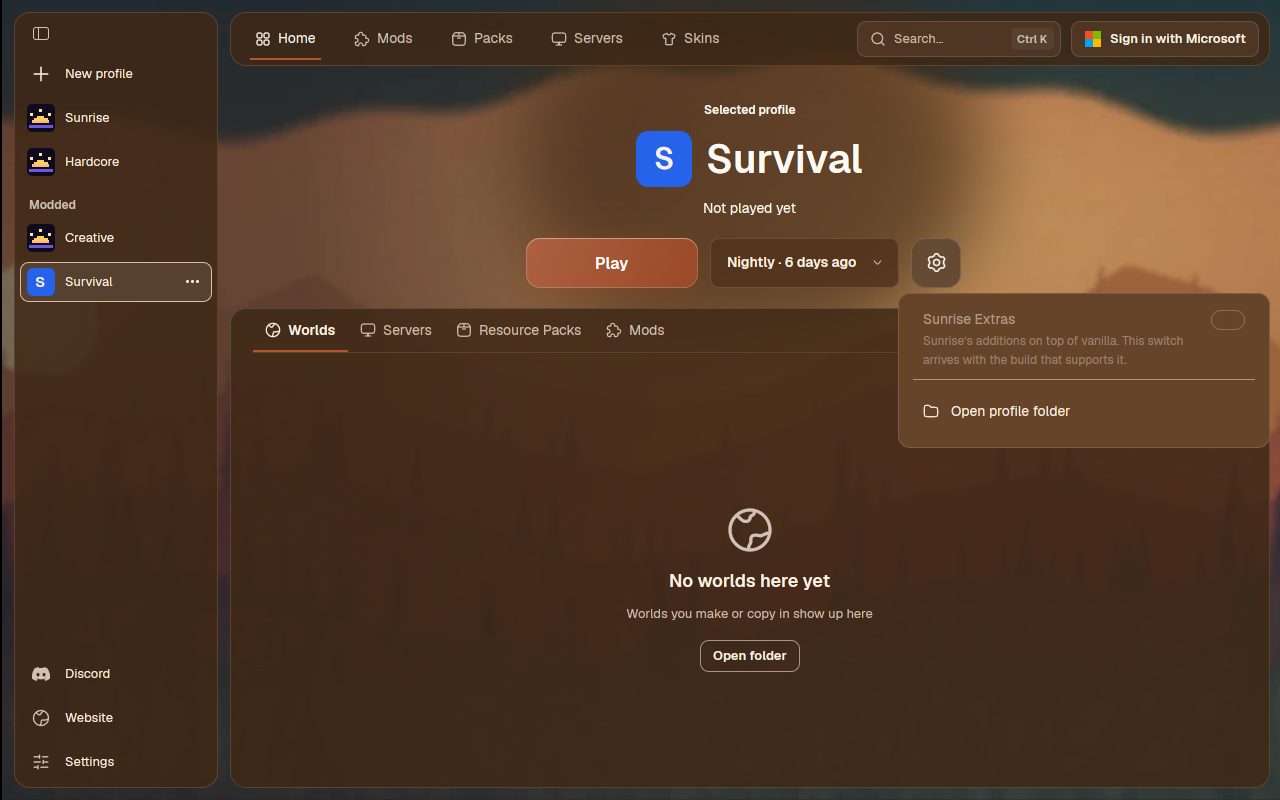 Home
Mods
Packs
Servers
Skins
Search...
Ctrl K
Sign in with Microsoft
New profile
Sunrise
Hardcore
Modded
Creative
S
Survival
Discord
Website
Settings
Selected profile
S
Survival
Not played yet
Play
Nightly · 6 days ago
Worlds
Servers
Resource Packs
Mods
Sunrise Extras
Sunrise's additions on top of vanilla. This switch
arrives with the build that supports it.
Open profile folder
No worlds here yet
Worlds you make or copy in show up here
Open folder